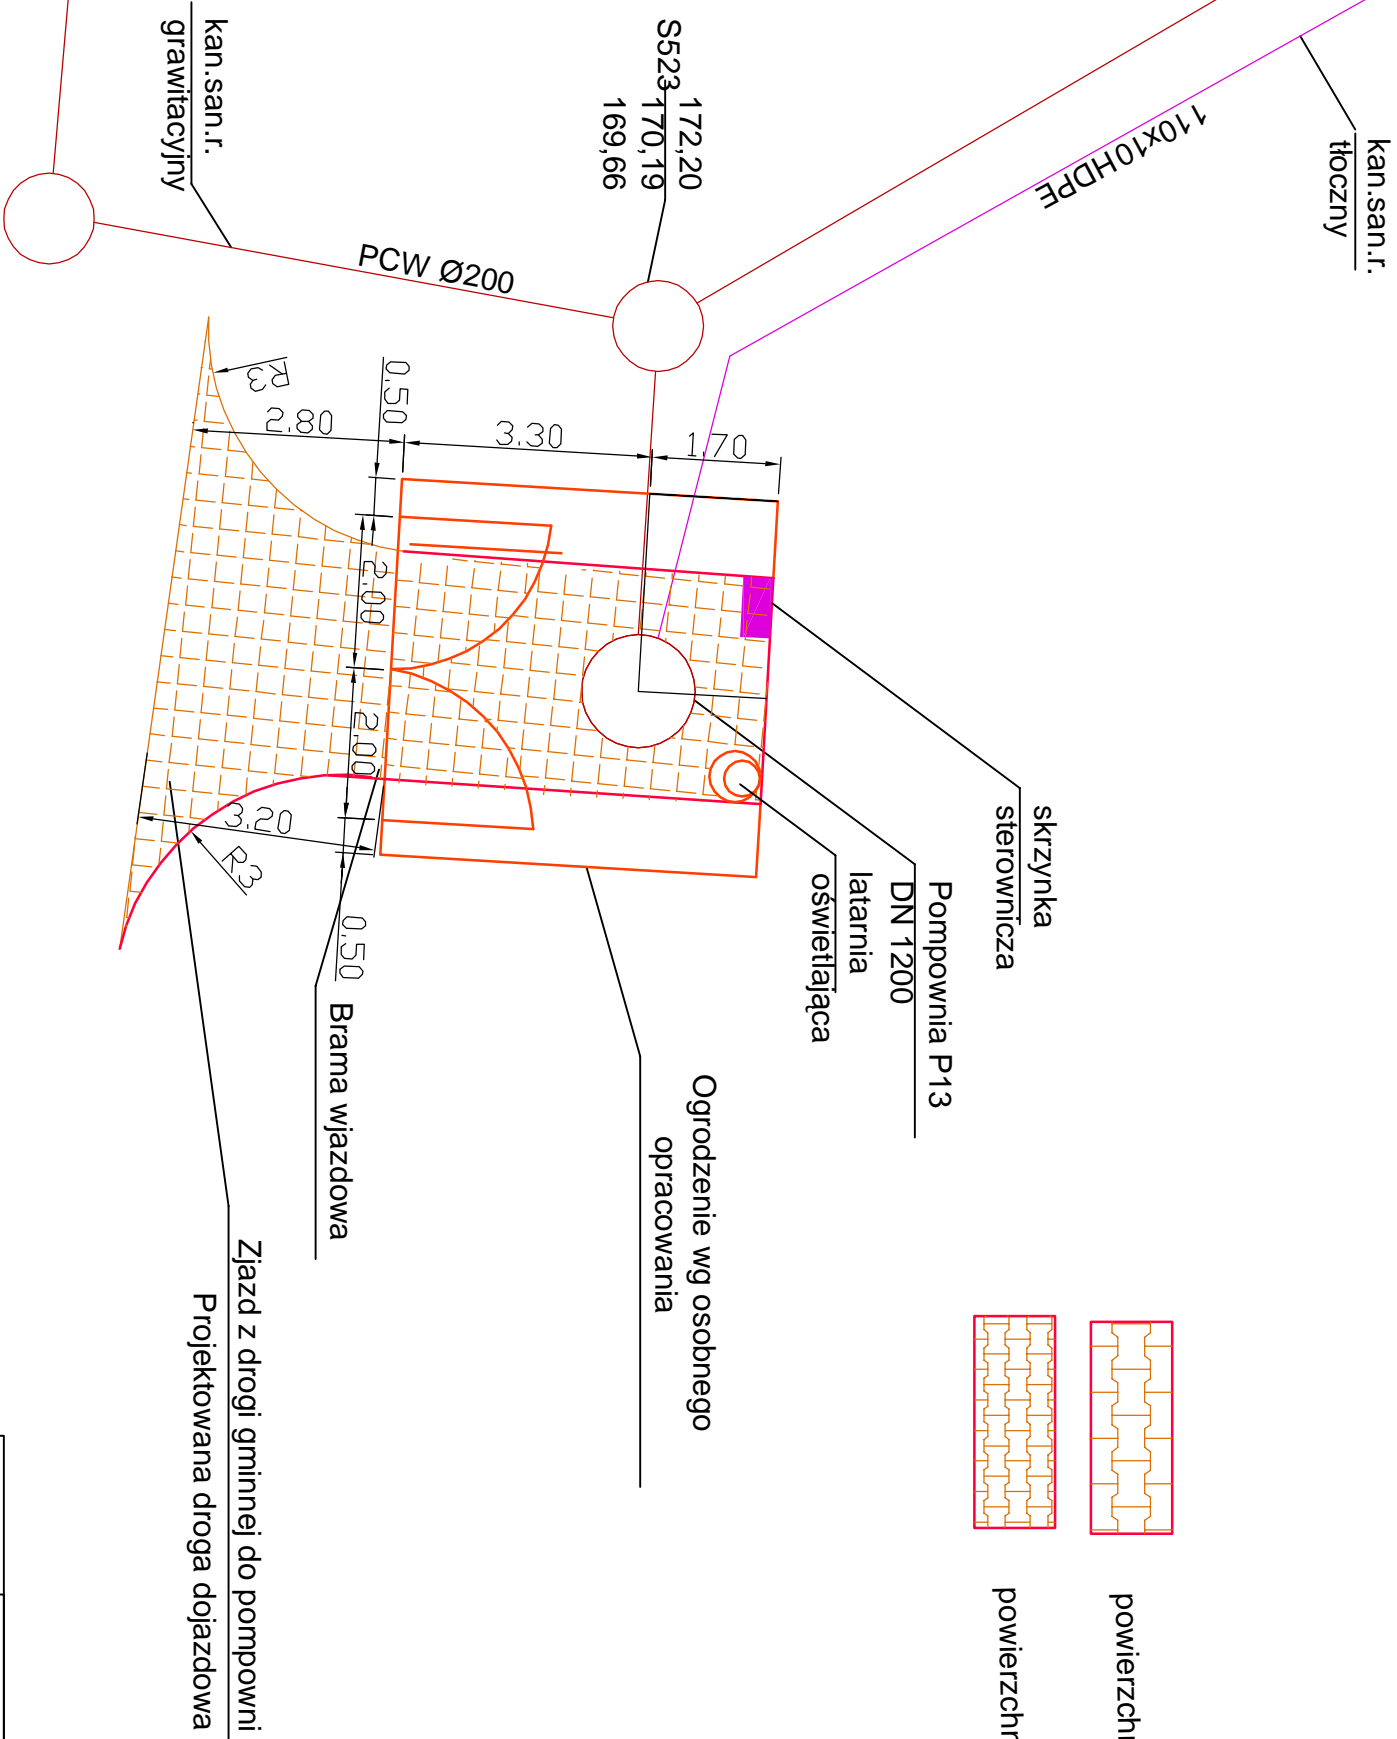 kan.san.r.
tłoczny
110x10HDPE
S523
172,20
170,19
169,66
kan.san.r.
grawitacyjny
PCW Ø200
R3
2.80
0.50
3.30
1.70
2.00
2.00
3.20
R3
0.50
skrzynka
sterownicza
Pompownia P13
DN 1200
latarnia
oświetlająca
Ogrodzenie wg osobnego
opracowania
Brama wjazdowa
Zjazd z drogi gminnej do pompowni
Projektowana droga dojazdowa